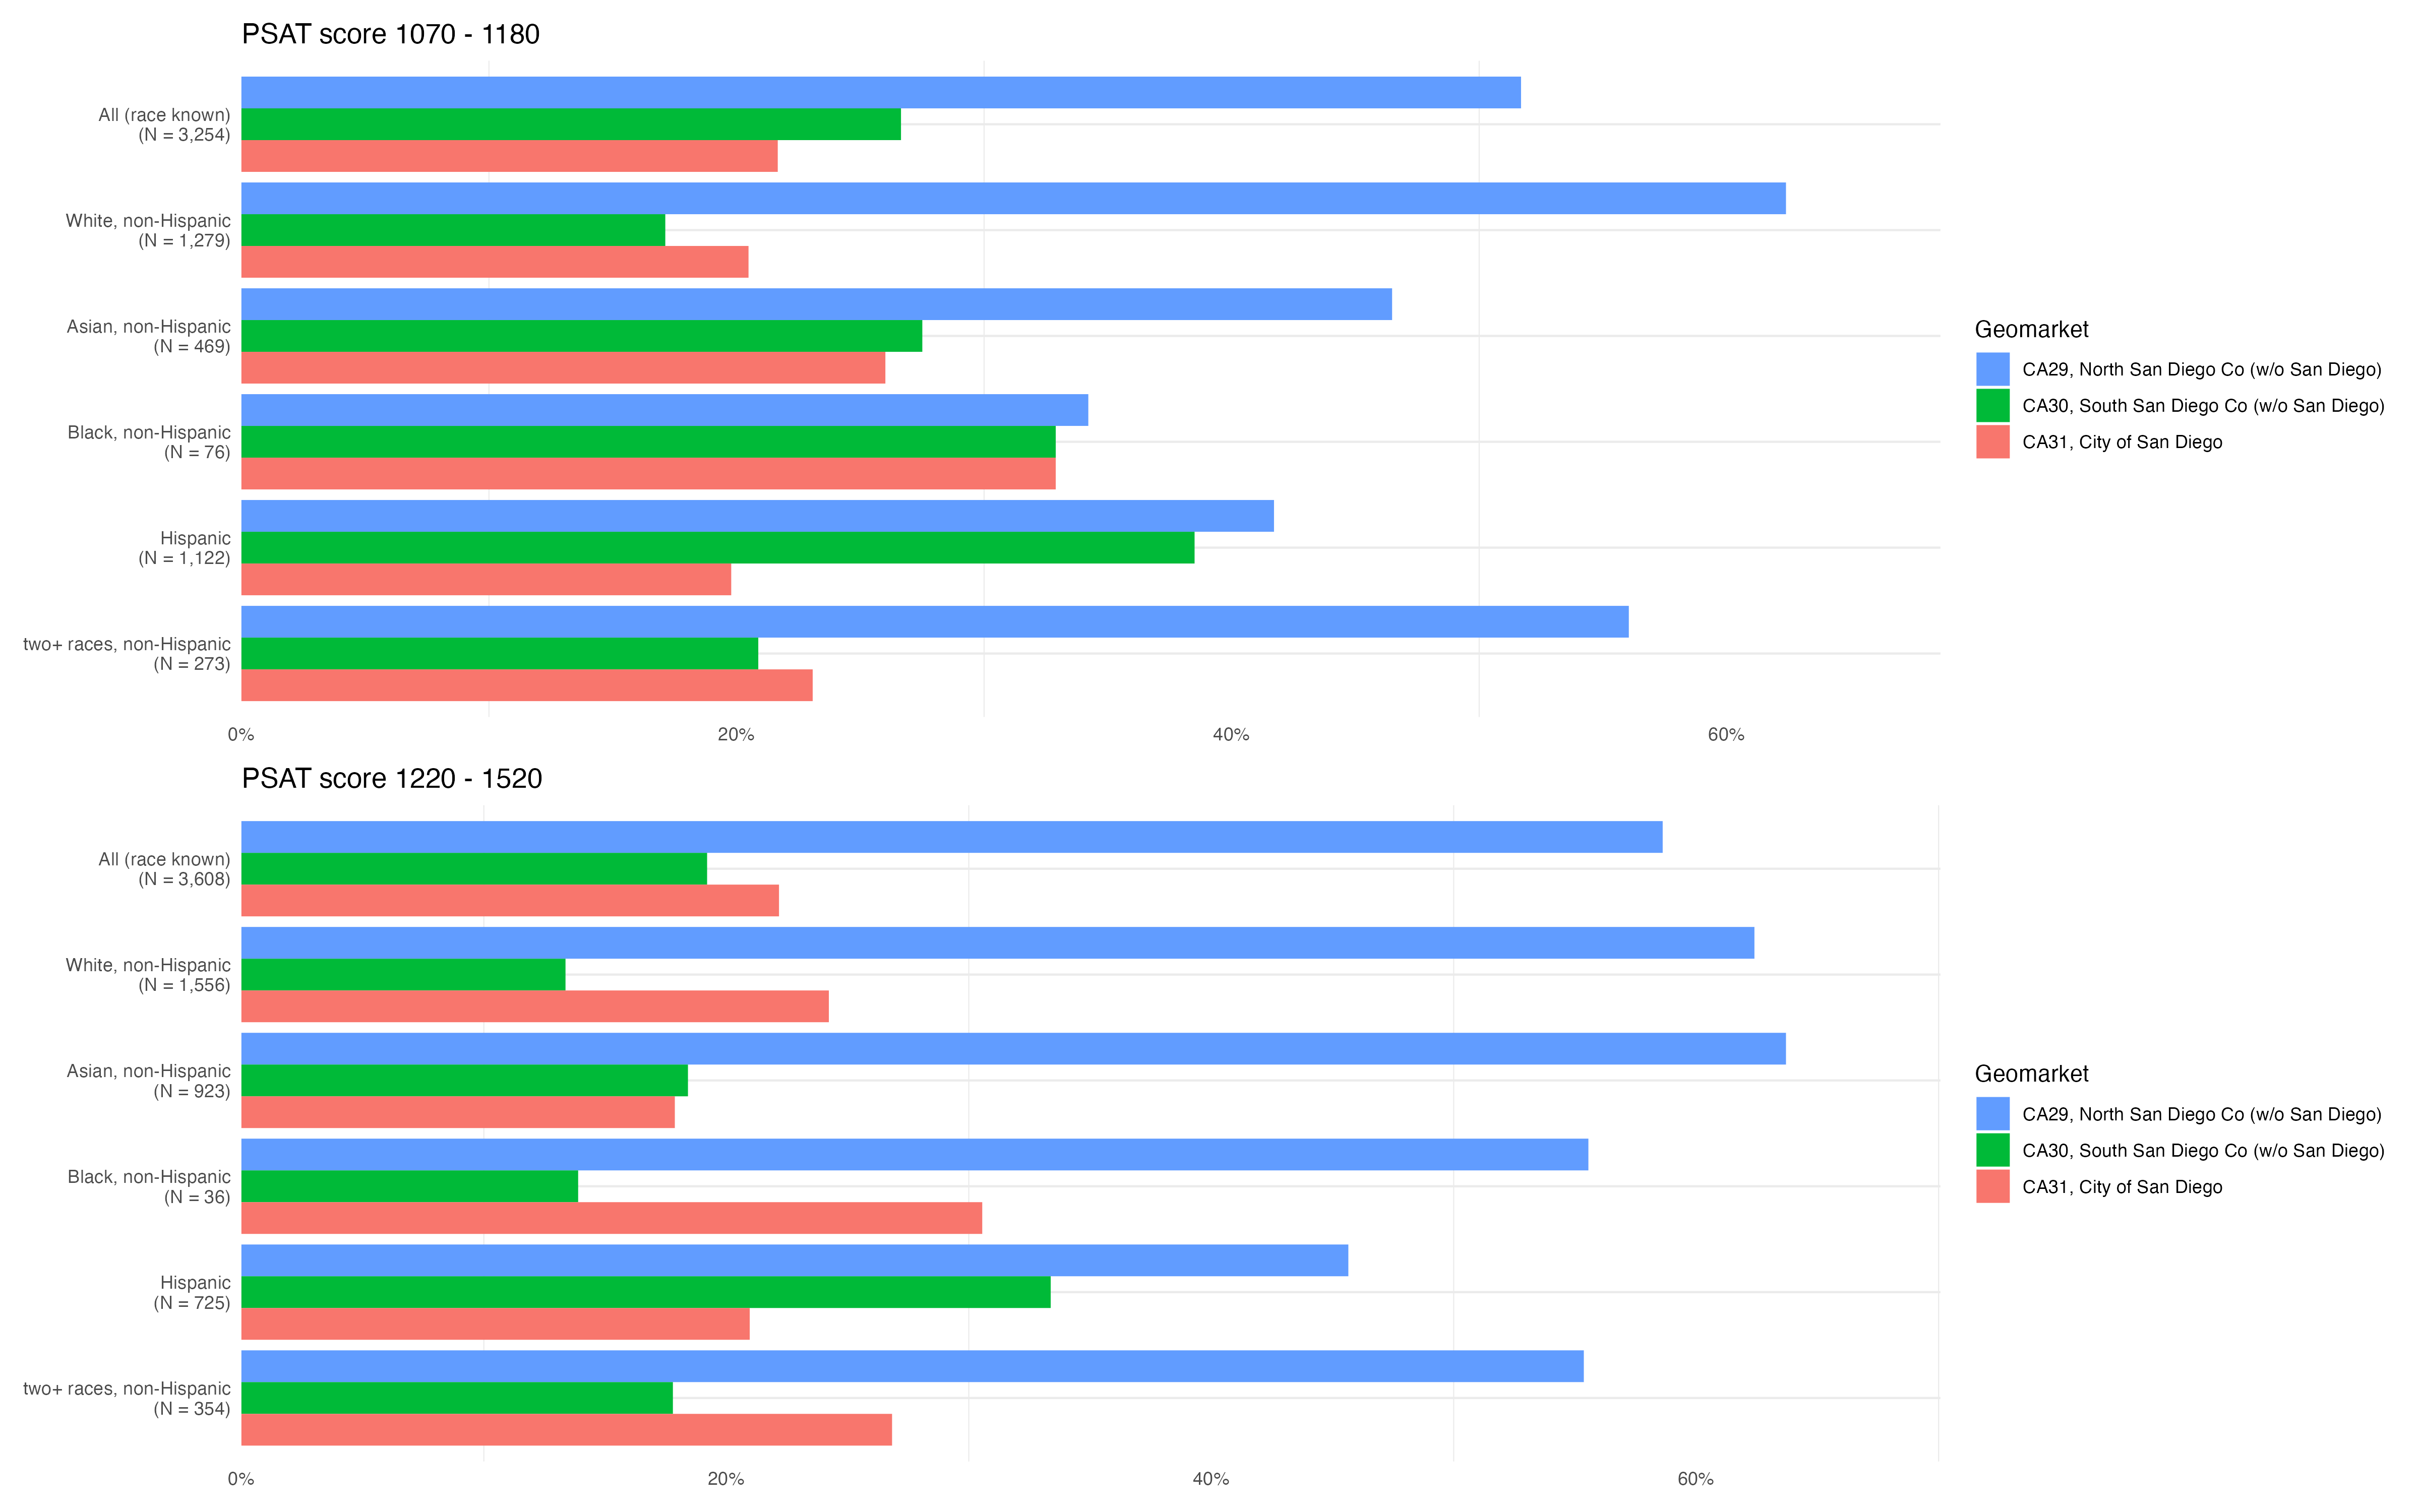 PSAT score 1070 - 1180
All (race known)
(N = 3,254)
White, non-Hispanic
(N = 1,279)
Asian, non-Hispanic
(N = 469)
Black, non-Hispanic
(N = 76)
Hispanic
(N = 1,122)
two+ races, non-Hispanic
(N = 273)
0% 20% 40% 60%
Geomarket
CA29, North San Diego Co (w/o San Diego)
CA30, South San Diego Co (w/o San Diego)
CA31, City of San Diego
PSAT score 1220 - 1520
All (race known)
(N = 3,608)
White, non-Hispanic
(N = 1,556)
Asian, non-Hispanic
(N = 923)
Black, non-Hispanic
(N = 36)
Hispanic
(N = 725)
two+ races, non-Hispanic
(N = 354)
0% 20% 40% 60%
Geomarket
CA29, North San Diego Co (w/o San Diego)
CA30, South San Diego Co (w/o San Diego)
CA31, City of San Diego